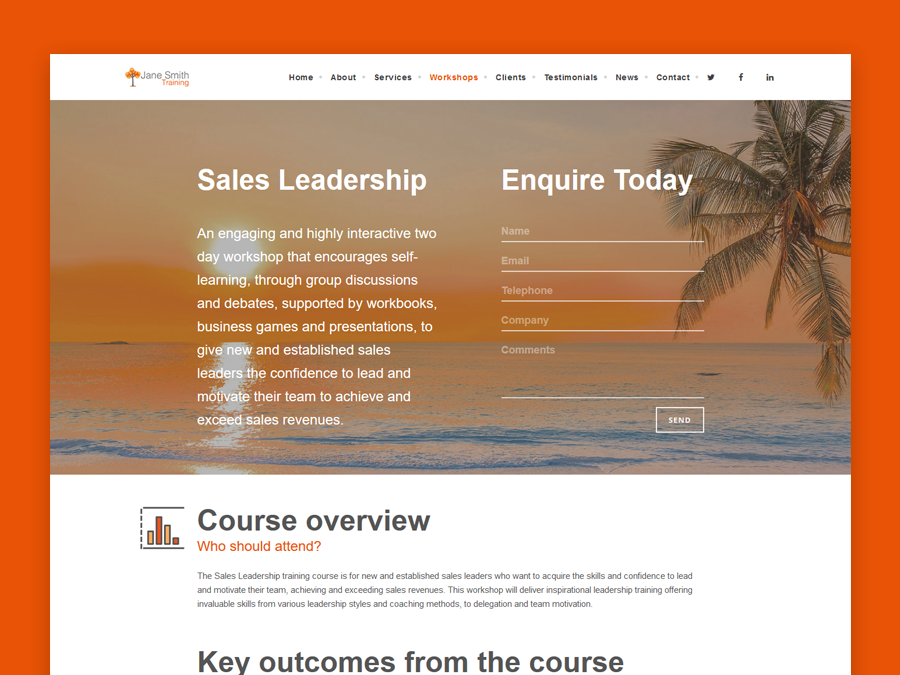 Jane Smith
Training
Home • About • Services • Workshops • Clients • Testimonials • News • Contact •
Sales Leadership
An engaging and highly interactive two
day workshop that encourages self-
learning, through group discussions
and debates, supported by workbooks,
business games and presentations, to
give new and established sales
leaders the confidence to lead and
motivate their team to achieve and
exceed sales revenues.
Enquire Today
Name
Email
Telephone
Company
Comments
SEND
Course overview
Who should attend?
The Sales Leadership training course is for new and established sales leaders who want to acquire the skills and confidence to lead
and motivate their team, achieving and exceeding sales revenues. This workshop will deliver inspirational leadership training offering
invaluable skills from various leadership styles and coaching methods, to delegation and team motivation.
Key outcomes from the course